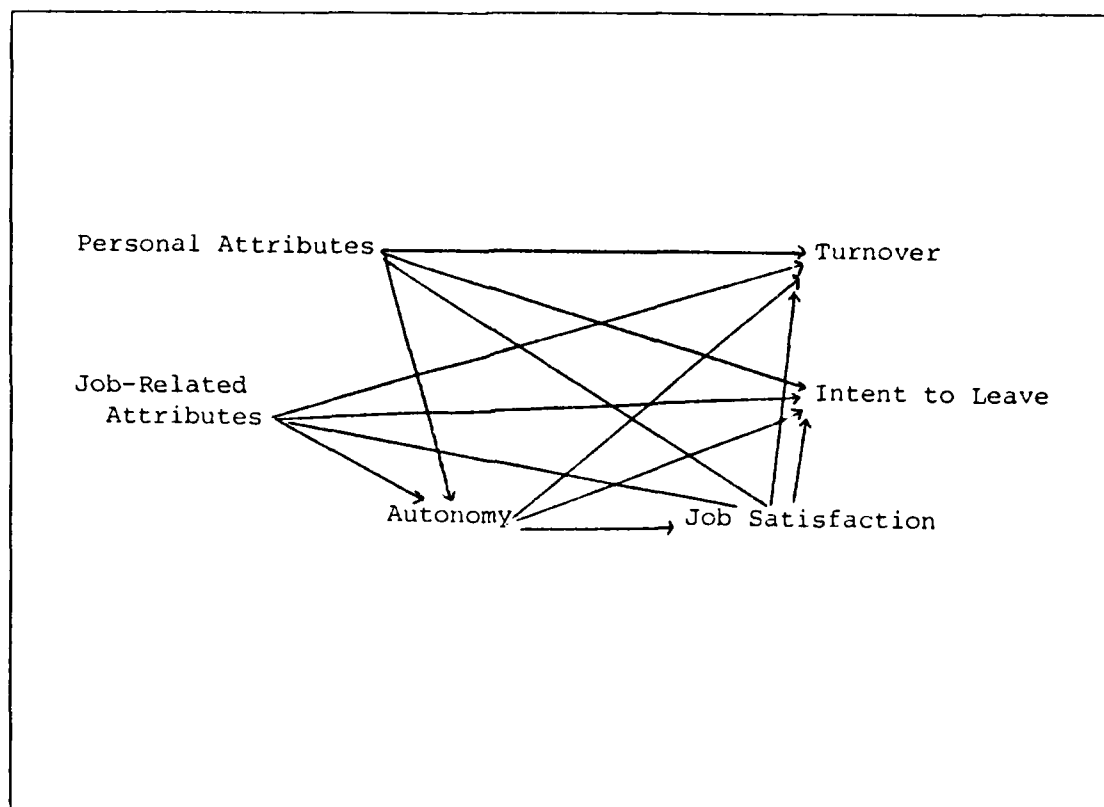 Personal Attributes
Turnover
Job-Related
Attributes
Intent to Leave
Autonomy
Job Satisfaction